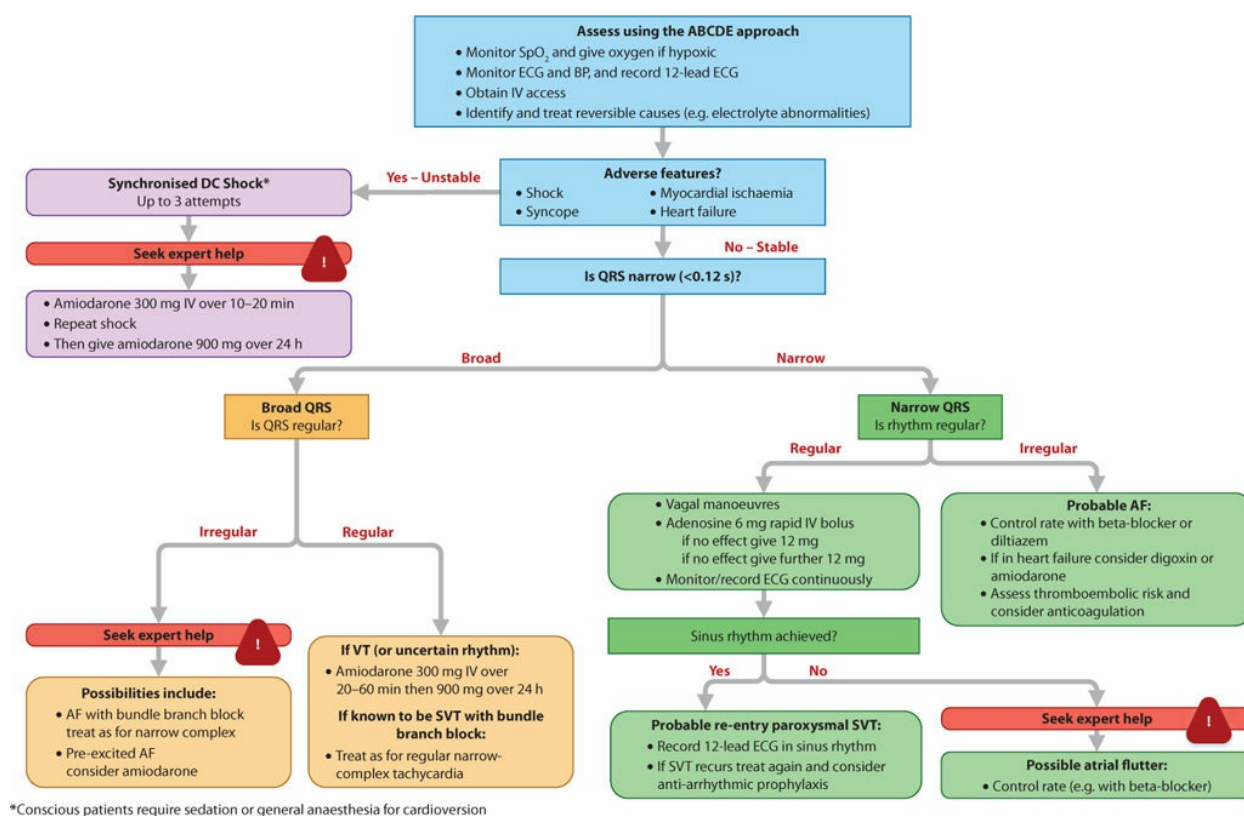 Assess using the ABCDE approach
• Monitor SpO₂ and give oxygen if hypoxic
• Monitor ECG and BP, and record 12-lead ECG
• Obtain IV access
• Identify and treat reversible causes (e.g. electrolyte abnormalities)
Adverse features?
• Shock • Myocardial ischaemia
• Syncope • Heart failure
Yes – Unstable
Synchronised DC Shock*
Up to 3 attempts
Seek expert help
!
• Amiodarone 300 mg IV over 10–20 min
• Repeat shock
• Then give amiodarone 900 mg over 24 h
No – Stable
Is QRS narrow (<0.12 s)?
Broad
Narrow
Broad QRS
Is QRS regular?
Irregular
Regular
Seek expert help
!
Possibilities include:
• AF with bundle branch block
treat as for narrow complex
• Pre-excited AF
consider amiodarone
If VT (or uncertain rhythm):
• Amiodarone 300 mg IV over
20–60 min then 900 mg over 24 h
If known to be SVT with bundle
branch block:
• Treat as for regular narrow-
complex tachycardia
Narrow QRS
Is rhythm regular?
Regular
Irregular
• Vagal manoeuvres
• Adenosine 6 mg rapid IV bolus
if no effect give 12 mg
if no effect give further 12 mg
• Monitor/record ECG continuously
Probable AF:
• Control rate with beta-blocker or
diltiazem
• If in heart failure consider digoxin or
amiodarone
• Assess thromboembolic risk and
consider anticoagulation
Sinus rhythm achieved?
Yes
No
Probable re-entry paroxysmal SVT:
• Record 12-lead ECG in sinus rhythm
• If SVT recurs treat again and consider
anti-arrhythmic prophylaxis
Seek expert help
!
Possible atrial flutter:
• Control rate (e.g. with beta-blocker)
*Conscious patients require sedation or general anaesthesia for cardioversion